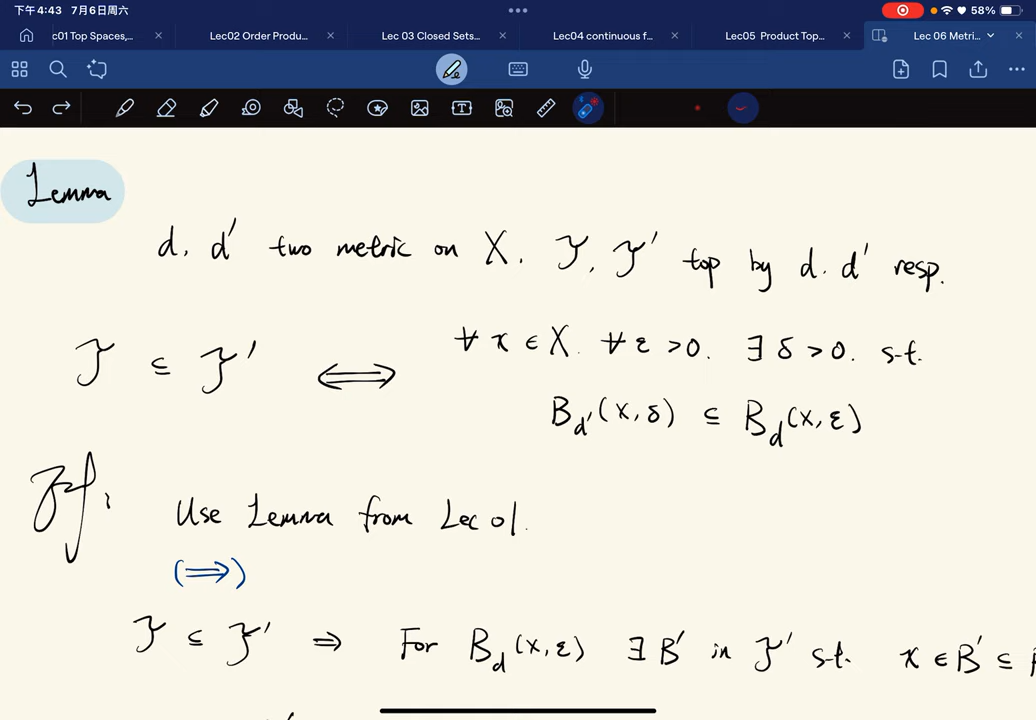 下午4:43 7月6日周六
58%
c01 Top Spaces,... Lec02 Order Produ... Lec 03 Closed Sets... Lec04 continuous f... Lec05 Product Top... Lec 06 Metri...
Lemma
d, d' two metric on X. 𝒯, 𝒯' top by d. d' resp.
𝒯 ⊆ 𝒯' ⟺ ∀ x ∈ X. ∀ ε >0. ∃ δ >0. s.t.
B_d'(x, δ) ⊆ B_d(x, ε)
Pf:
Use Lemma from Lec 01.
(⟹)
𝒯 ⊆ 𝒯' ⇒ For B_d(x, ε) ∃ B' in 𝒯' s.t. x ∈ B' ⊆